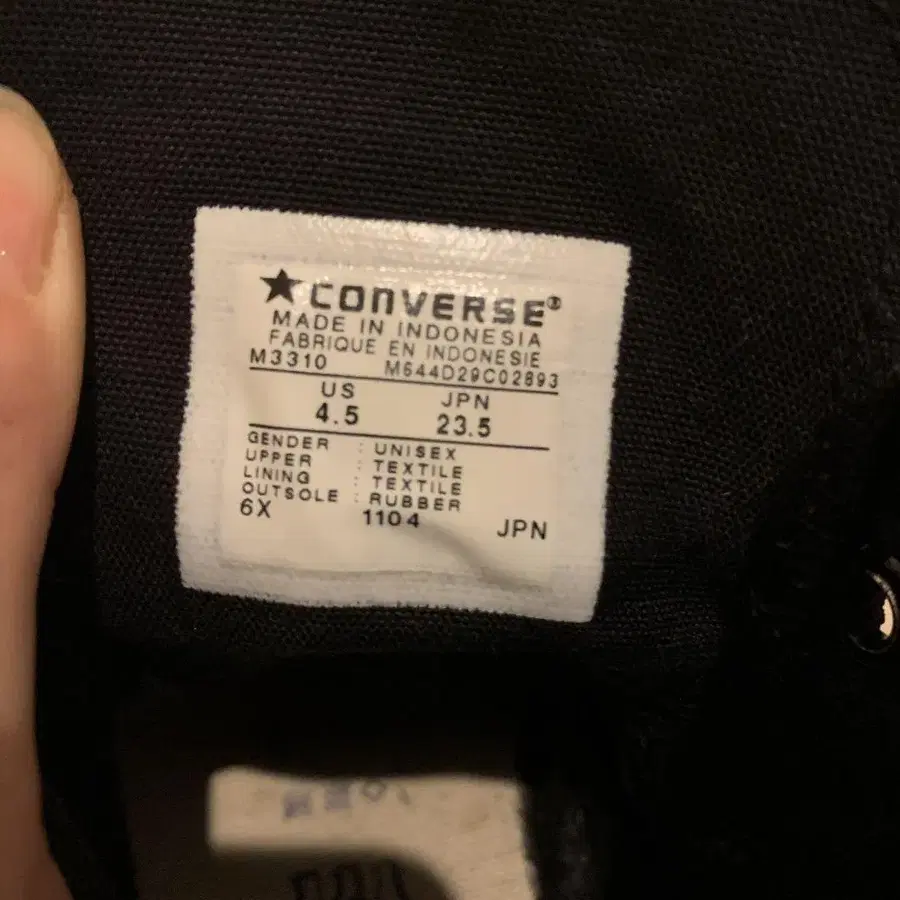 ★CONVERSE®
MADE IN INDONESIA
FABRIQUE EN INDONESIE
M3310 M644D29C02893
US JPN
4.5 23.5
GENDER : UNISEX
UPPER : TEXTILE
LINING : TEXTILE
OUTSOLE : RUBBER
6X 1104 JPN